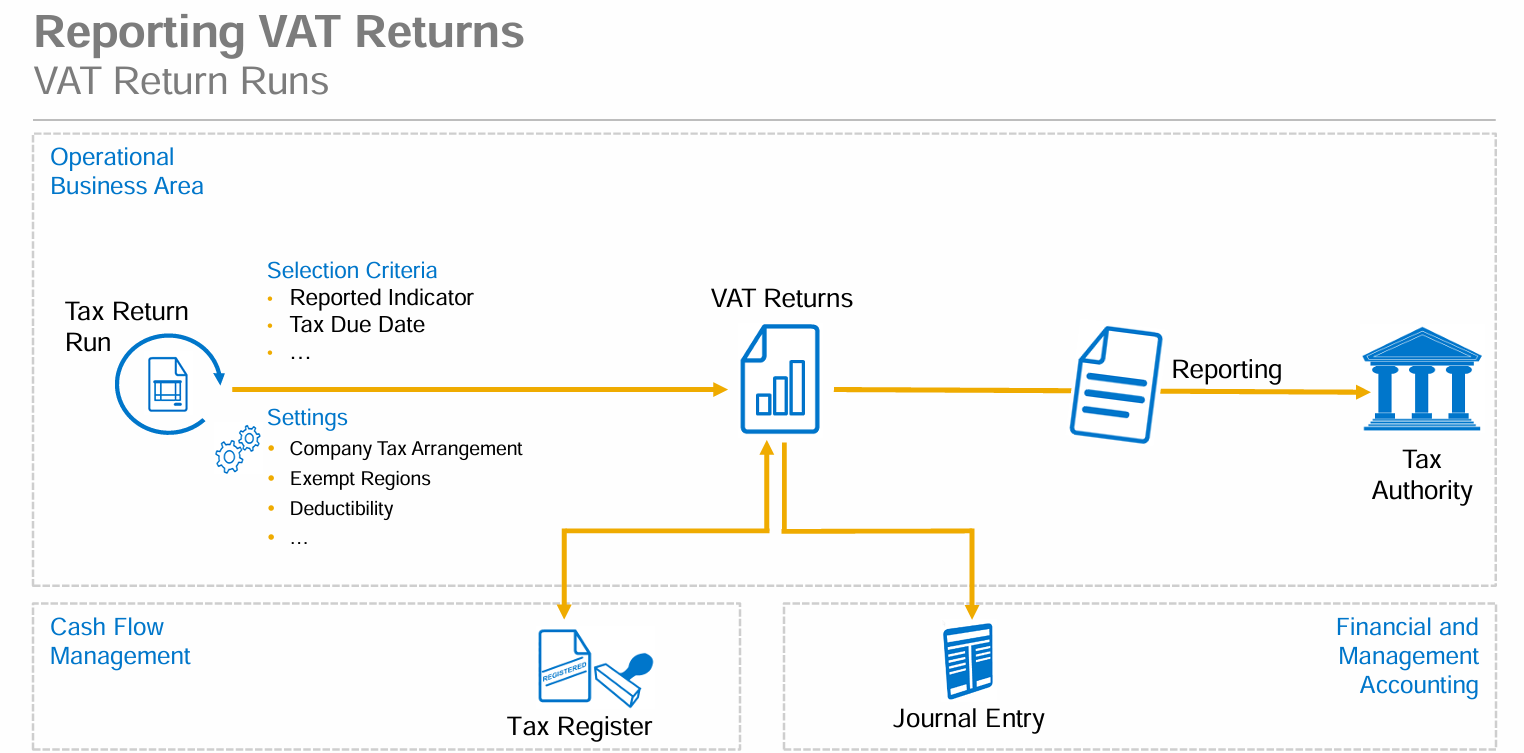 Reporting VAT Returns
VAT Return Runs
Operational
Business Area
Tax Return
Run
Selection Criteria
• Reported Indicator
• Tax Due Date
• …
Settings
• Company Tax Arrangement
• Exempt Regions
• Deductibility
• …
VAT Returns
Reporting
Tax
Authority
Cash Flow
Management
REGISTERED
Tax Register
Journal Entry
Financial and
Management
Accounting